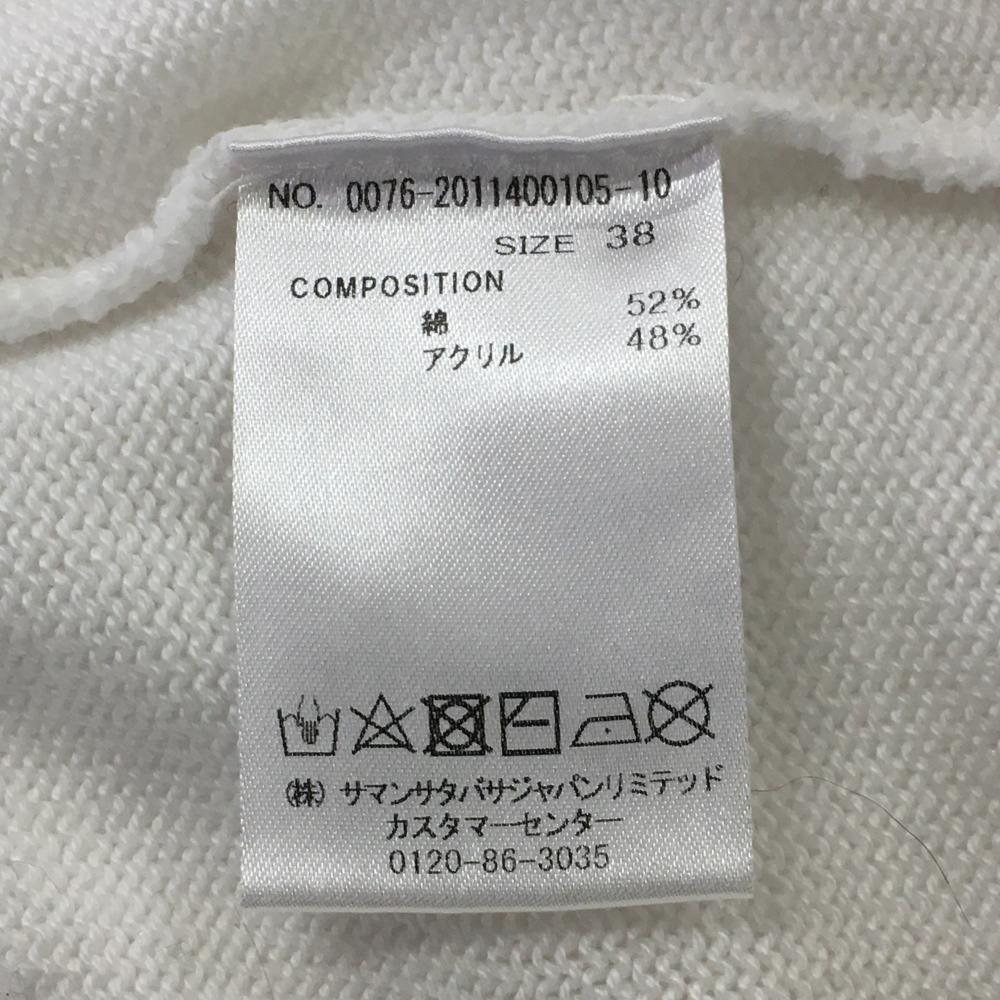 NO. 0076-2011400105-10
SIZE 38
COMPOSITION
綿 52%
アクリル 48%
㈱ サマンサタバサジャパンリミテッド
カスタマーセンター
0120-86-3035